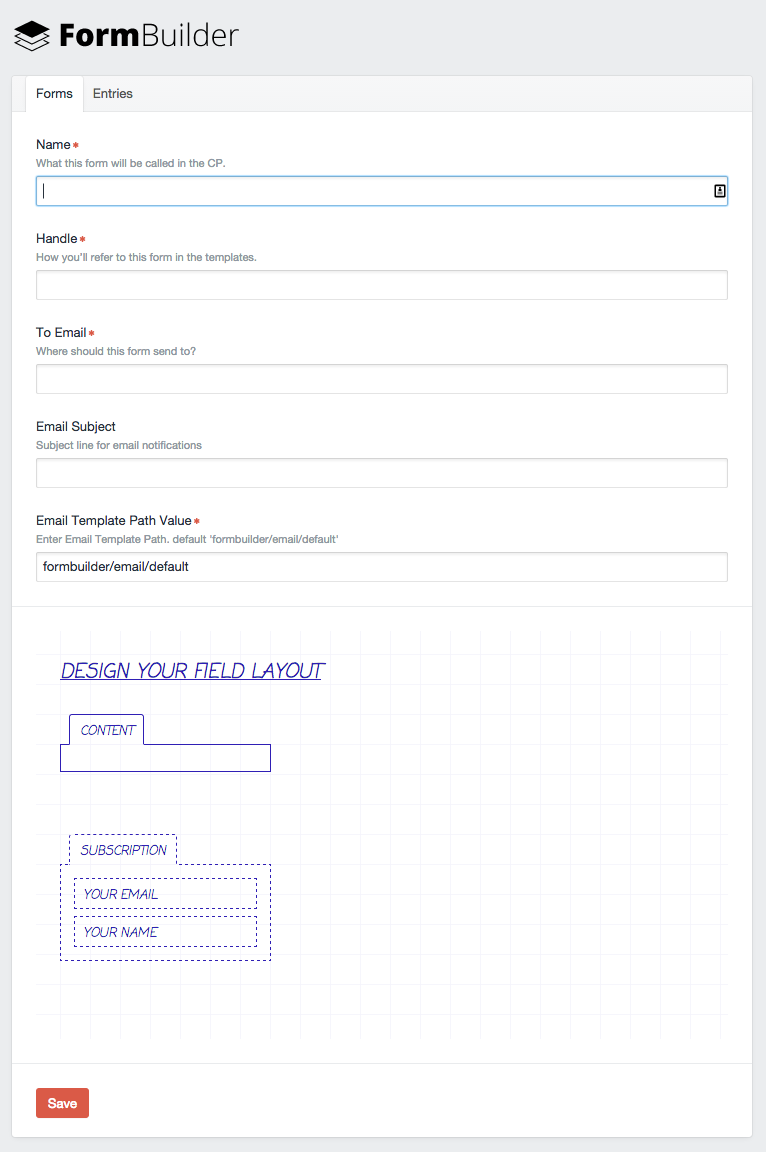 FormBuilder
Forms Entries
Name*
What this form will be called in the CP.
Handle*
How you'll refer to this form in the templates.
To Email*
Where should this form send to?
Email Subject
Subject line for email notifications
Email Template Path Value*
Enter Email Template Path. default 'formbuilder/email/default'
formbuilder/email/default
DESIGN YOUR FIELD LAYOUT
CONTENT
SUBSCRIPTION
YOUR EMAIL
YOUR NAME
Save